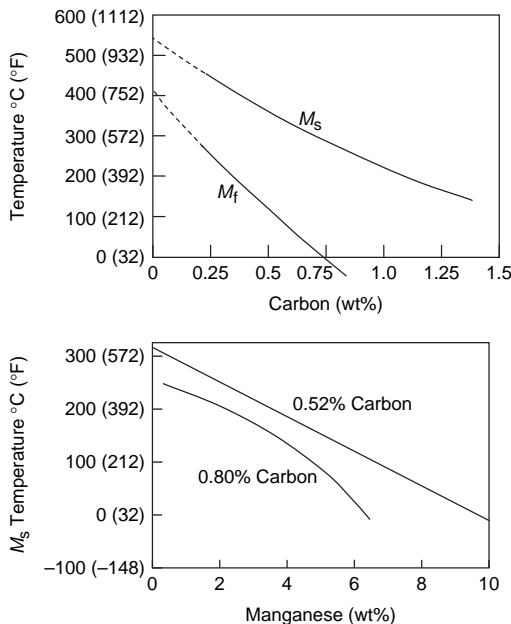 Temperature °C (°F)
600 (1112)
500 (932)
400 (752)
300 (572)
200 (392)
100 (212)
0 (32)
Ms
Mf
0 0.25 0.5 0.75 1.0 1.25 1.5
Carbon (wt%)
Ms Temperature °C (°F)
300 (572)
200 (392)
100 (212)
0 (32)
–100 (–148)
0.52% Carbon
0.80% Carbon
0 2 4 6 8 10
Manganese (wt%)